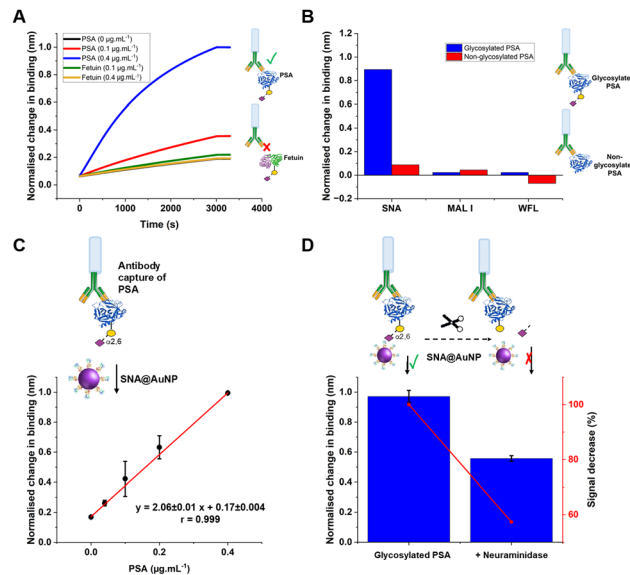 A
Normalised change in binding (nm)
1.0
0.8
0.6
0.4
0.2
0.0
PSA (0 µg.mL⁻¹)
PSA (0.1 µg.mL⁻¹)
PSA (0.4 µg.mL⁻¹)
Fetuin (0.1 µg.mL⁻¹)
Fetuin (0.4 µg.mL⁻¹)
0 1000 2000 3000 4000
Time (s)
PSA
Fetuin
B
Normalised change in binding (nm)
1.2
1.0
0.8
0.6
0.4
0.2
0.0
−0.2
Glycosylated PSA
Non-glycosylated PSA
SNA MAL I WFL
Glycosylate
PSA
Non-
glycosylate
PSA
C
Antibody
capture of
PSA
α2,6
SNA@AuNP
Normalised change in binding (nm)
1.0
0.8
0.6
0.4
0.2
0.0
y = 2.06±0.01 x + 0.17±0.004
r = 0.999
0.0 0.2 0.4
PSA (µg.mL⁻¹)
D
α2,6
SNA@AuNP
Normalised change in binding (nm)
1.0
0.8
0.6
0.4
0.2
0.0
100
80
60
Signal decrease (%)
Glycosylated PSA + Neuraminidase